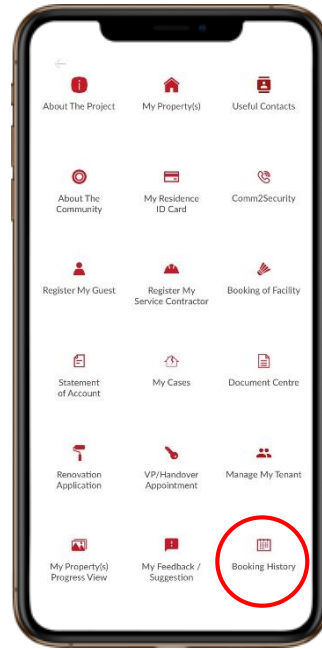 About The Project
My Property(s)
Useful Contacts
About The
Community
My Residence
ID Card
Comm2Security
Register My Guest
Register My
Service Contractor
Booking of Facility
Statement
of Account
My Cases
Document Centre
Renovation
Application
VP/Handover
Appointment
Manage My Tenant
My Property(s)
Progress View
My Feedback /
Suggestion
Booking History